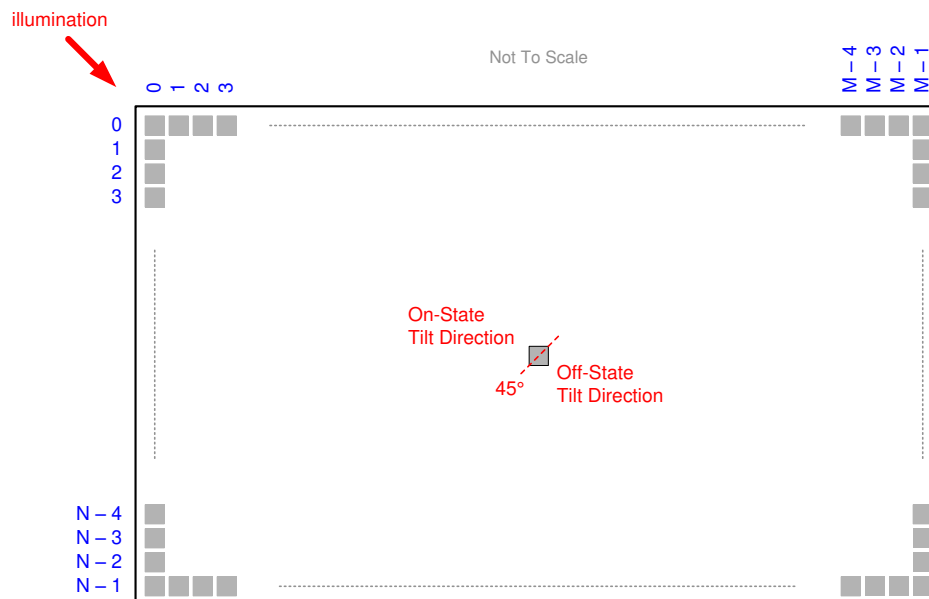 illumination
Not To Scale
0
1
2
3
M – 4
M – 3
M – 2
M – 1
0
1
2
3
On-State
Tilt Direction
45°
Off-State
Tilt Direction
N – 4
N – 3
N – 2
N – 1